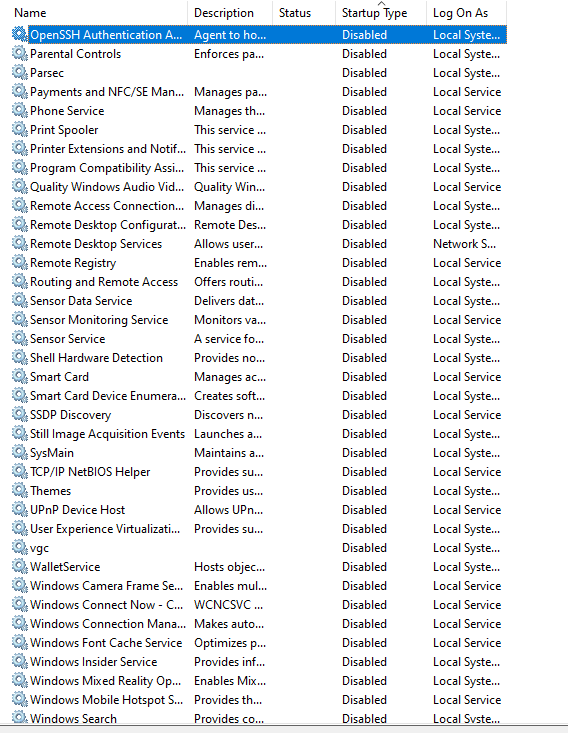 Name Description Status Startup Type Log On As
OpenSSH Authentication A... Agent to ho... Disabled Local Syste...
Parental Controls Enforces pa... Disabled Local Syste...
Parsec Disabled Local Syste...
Payments and NFC/SE Man... Manages pa... Disabled Local Service
Phone Service Manages th... Disabled Local Service
Print Spooler This service ... Disabled Local Syste...
Printer Extensions and Notif... This service ... Disabled Local Syste...
Program Compatibility Assi... This service ... Disabled Local Syste...
Quality Windows Audio Vid... Quality Win... Disabled Local Service
Remote Access Connection... Manages di... Disabled Local Syste...
Remote Desktop Configurat... Remote Des... Disabled Local Syste...
Remote Desktop Services Allows user... Disabled Network S...
Remote Registry Enables rem... Disabled Local Service
Routing and Remote Access Offers routi... Disabled Local Syste...
Sensor Data Service Delivers dat... Disabled Local Syste...
Sensor Monitoring Service Monitors va... Disabled Local Service
Sensor Service A service fo... Disabled Local Syste...
Shell Hardware Detection Provides no... Disabled Local Syste...
Smart Card Manages ac... Disabled Local Service
Smart Card Device Enumera... Creates soft... Disabled Local Syste...
SSDP Discovery Discovers n... Disabled Local Service
Still Image Acquisition Events Launches a... Disabled Local Syste...
SysMain Maintains a... Disabled Local Syste...
TCP/IP NetBIOS Helper Provides su... Disabled Local Service
Themes Provides us... Disabled Local Syste...
UPnP Device Host Allows UPn... Disabled Local Service
User Experience Virtualizati... Provides su... Disabled Local Syste...
vgc Disabled Local Syste...
WalletService Hosts objec... Disabled Local Syste...
Windows Camera Frame Se... Enables mul... Disabled Local Service
Windows Connect Now - C... WCNCSVC ... Disabled Local Service
Windows Connection Mana... Makes auto... Disabled Local Service
Windows Font Cache Service Optimizes p... Disabled Local Service
Windows Insider Service Provides inf... Disabled Local Syste...
Windows Mixed Reality Op... Enables Mix... Disabled Local Syste...
Windows Mobile Hotspot S... Provides th... Disabled Local Service
Windows Search Provides co... Disabled Local Syste...